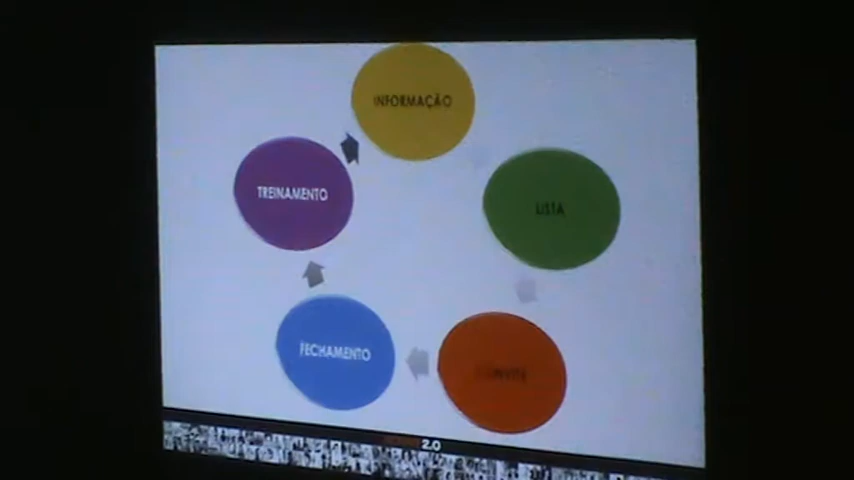 INFORMAÇÃO
LISTA
CONVITE
FECHAMENTO
TREINAMENTO
2.0